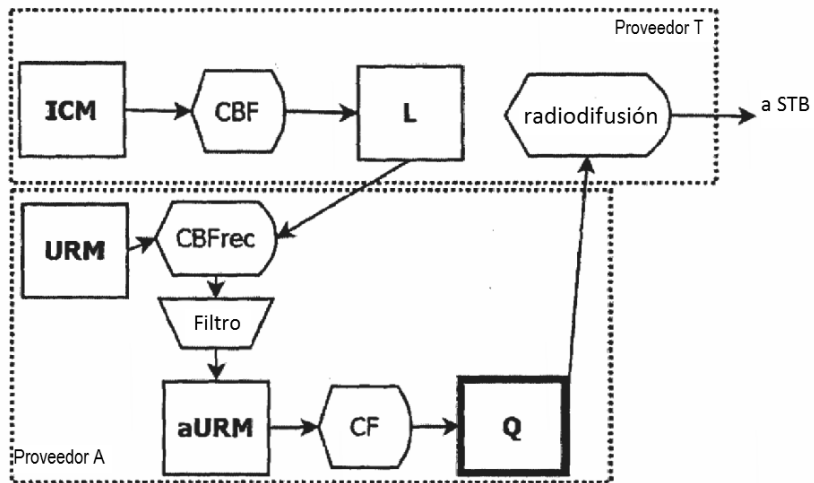 Proveedor T
ICM
CBF
L
radiodifusión
a STB
URM
CBFrec
Filtro
aURM
CF
Q
Proveedor A